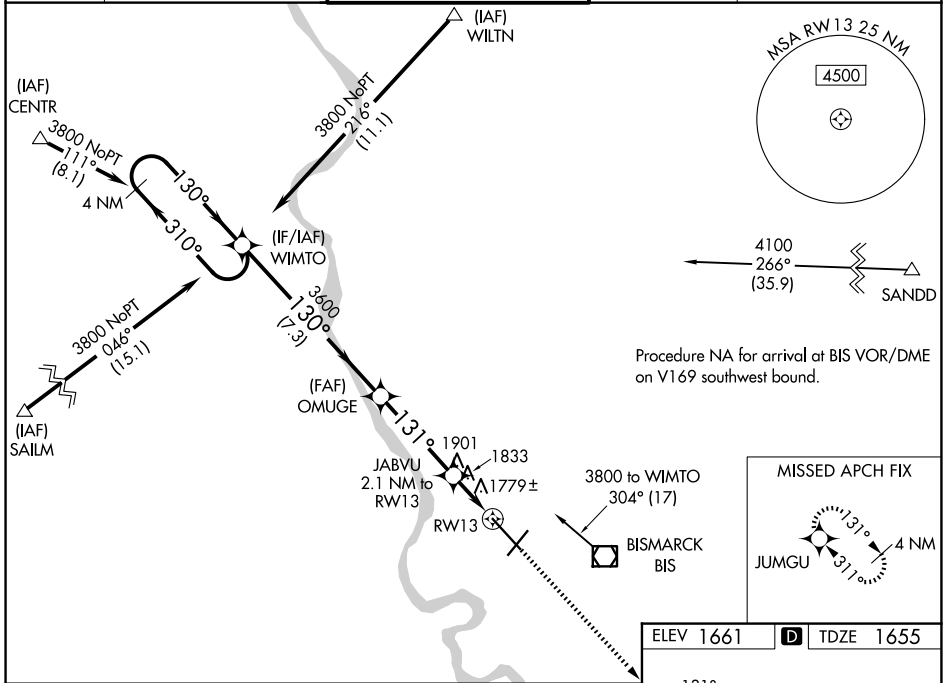 (IAF)
WILTN
MSA RW13 25 NM
4500
(IAF)
CENTR
3800 NoPT
111°
(8.1)
3800 NoPT
216°
(11.1)
4 NM
130°
310°
(IF/IAF)
WIMTO
4100
266°
(35.9)
SANDD
3600
130°
(7.3)
3800 NoPT
046°
(15.1)
Procedure NA for arrival at BIS VOR/DME
on V169 southwest bound.
(IAF)
SAILM
(FAF)
OMUGE
131°
1901
1833
1779±
JABVU
2.1 NM to
RW13
RW13
3800 to WIMTO
304° (17)
BISMARCK
BIS
MISSED APCH FIX
131°
4 NM
JUMGU
311°
ELEV 1661
D
TDZE 1655